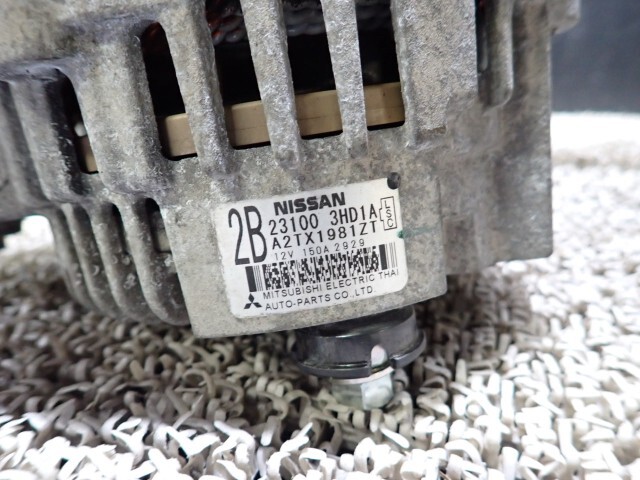 NISSAN
2B 23100 3HD1A LSC
A2TX1981ZT
12V 150A 2929
MITSUBISHI ELECTRIC THAI
AUTO-PARTS CO.,LTD.